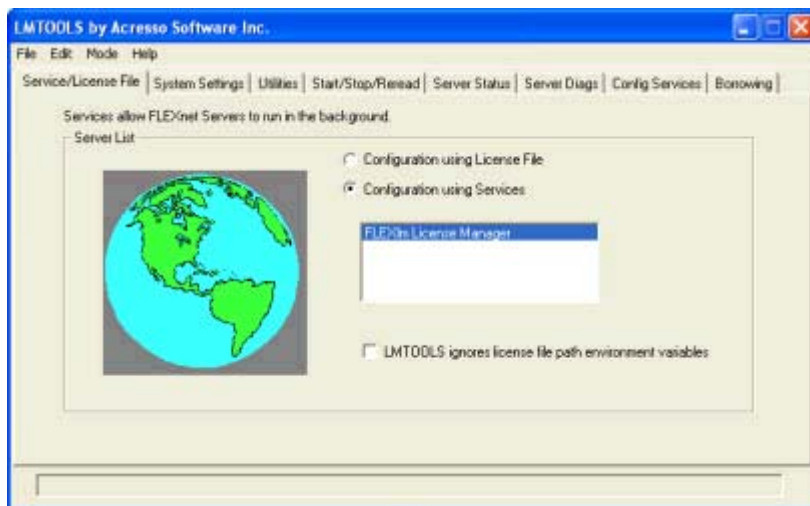 LMTOOLS by Acresso Software Inc.
File Edit Mode Help
Service/License File System Settings Utilities Start/Stop/Reread Server Status Server Diags Config Services Borrowing
Services allow FLEXnet Servers to run in the background.
Server List
Configuration using License File
Configuration using Services
FLEXlm License Manager
LMTOOLS ignores license file path environment variables